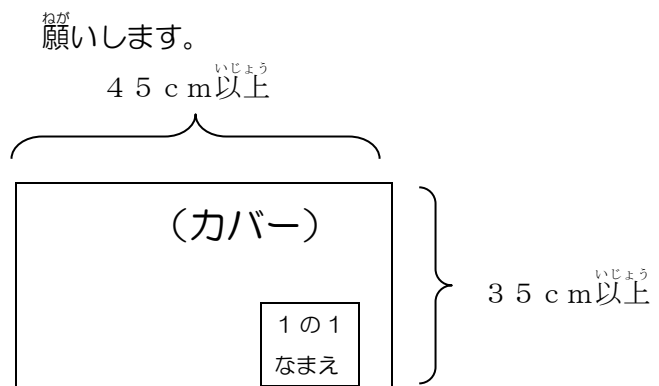 願いします。
４５ｃｍ以上
（カバー）
３５ｃｍ以上
１の１
なまえ